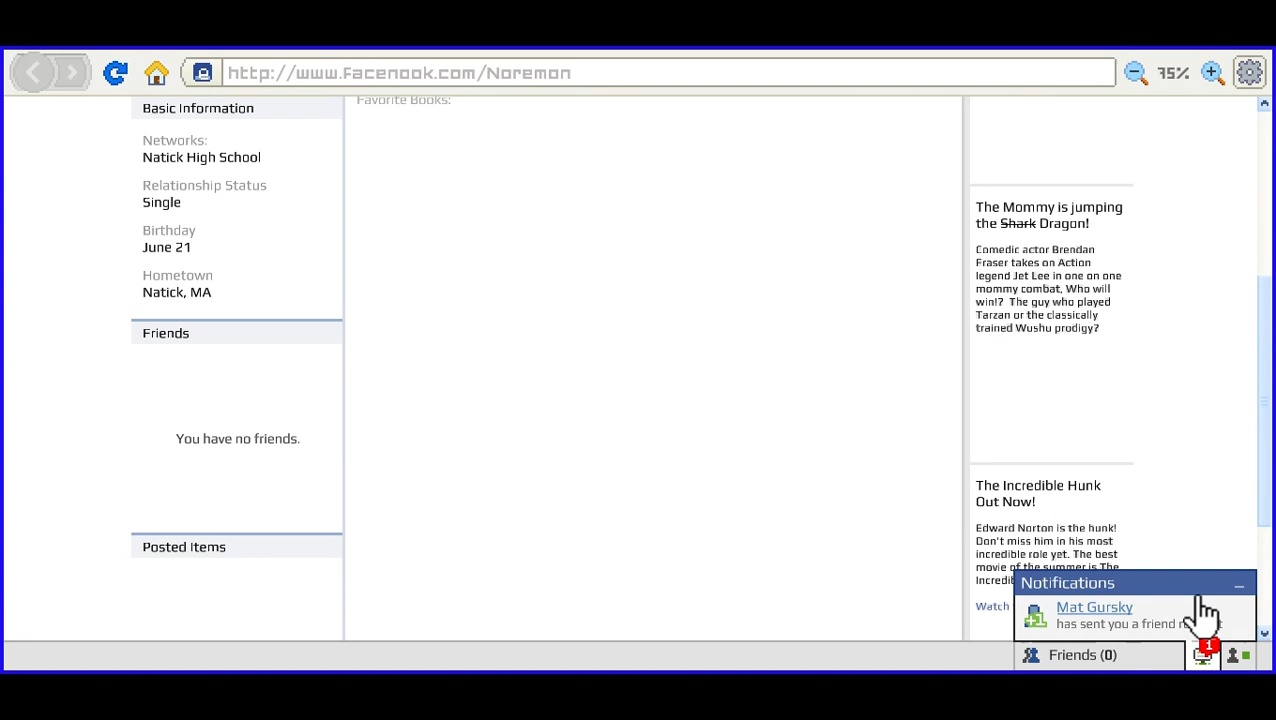 http://www.facenook.com/Noremon
75%
Basic Information
Networks:
Natick High School
Relationship Status
Single
Birthday
June 21
Hometown
Natick, MA
Friends
You have no friends.
Posted Items
Favorite Books:
The Mommy is jumping
the Shark Dragon!
Comedic actor Brendan
Fraser takes on Action
legend Jet Lee in one on one
mommy combat, Who will
win!? The guy who played
Tarzan or the classically
trained Wushu prodigy?
The Incredible Hunk
Out Now!
Edward Norton is the hunk!
Don't miss him in his most
incredible role yet. The best
movie of the summer is The
Watch
Notifications
Mat Gursky
has sent you a friend
Friends (0)
1